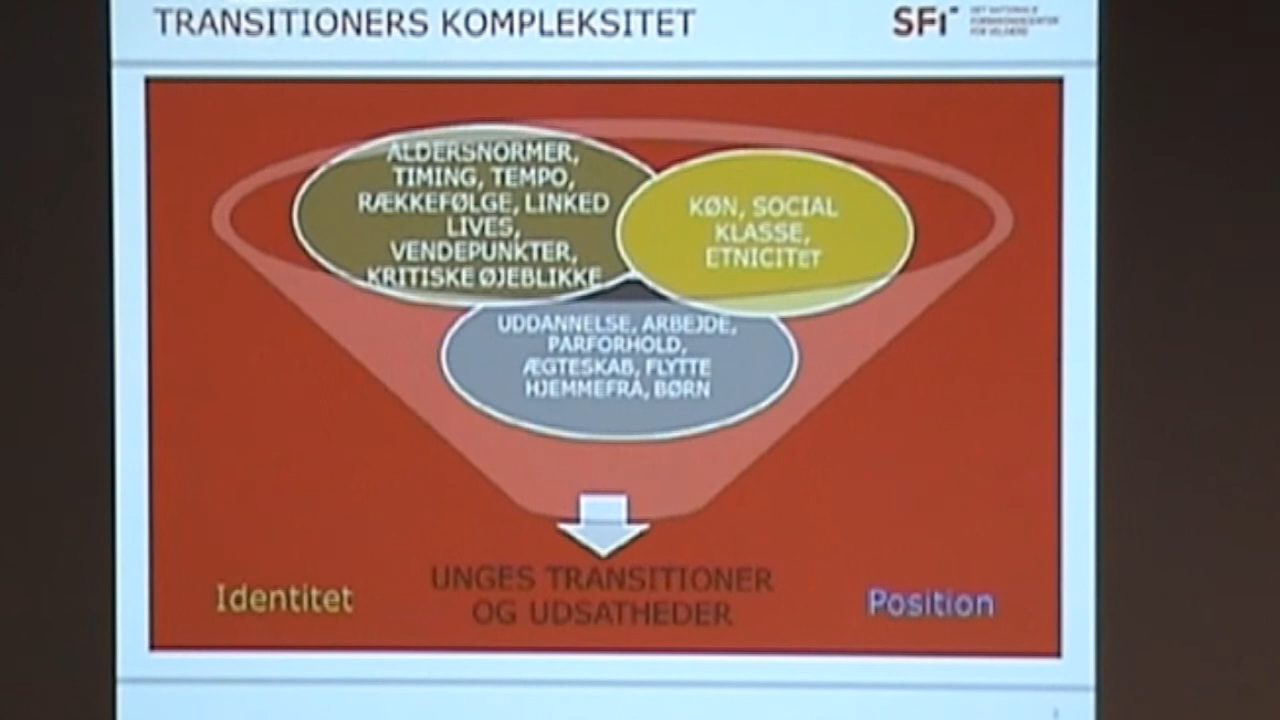 TRANSITIONERS KOMPLEKSITET
SFi
ALDERSNORMER,
TIMING, TEMPO,
RÆKKEFØLGE, LINKED
LIVES,
VENDEPUNKTER,
KRITISKE ØJEBLIKKE
KØN, SOCIAL
KLASSE,
ETNICITET
UDDANNELSE, ARBEJDE,
PARFORHOLD,
ÆGTESKAB, FLYTTE
HJEMMEFRA, BØRN
UNGES TRANSITIONER
OG UDSATHEDER
Identitet
Position